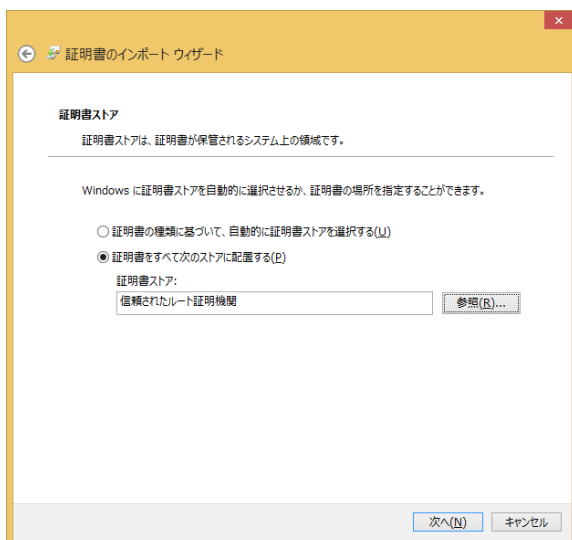 証明書のインポート ウィザード
証明書ストア
証明書ストアは、証明書が保管されるシステム上の領域です。
Windows に証明書ストアを自動的に選択させるか、証明書の場所を指定することができます。
証明書の種類に基づいて、自動的に証明書ストアを選択する(U)
証明書をすべて次のストアに配置する(P)
証明書ストア:
信頼されたルート証明機関
参照(R)...
次へ(N)
キャンセル